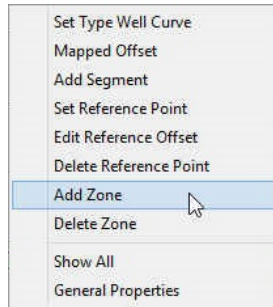 Set Type Well Curve
Mapped Offset
Add Segment
Set Reference Point
Edit Reference Offset
Delete Reference Point
Add Zone
Delete Zone
Show All
General Properties